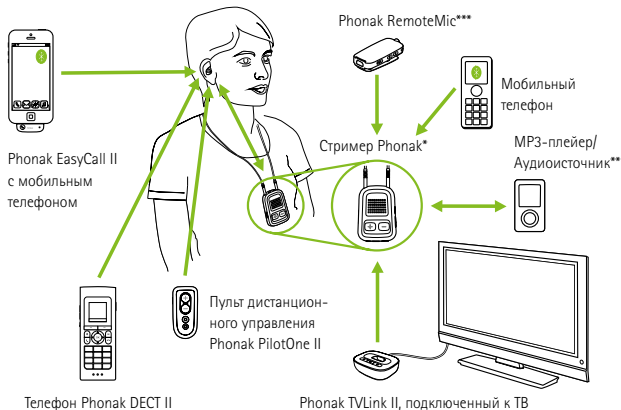 Phonak RemoteMic***
Мобильный
телефон
Стример Phonak*
MP3-плейер/
Аудиоисточник**
Phonak EasyCall II
с мобильным
телефоном
Пульт дистанцион-
ного управления
Phonak PilotOne II
Телефон Phonak DECT II
Phonak TVLink II, подключенный к ТВ